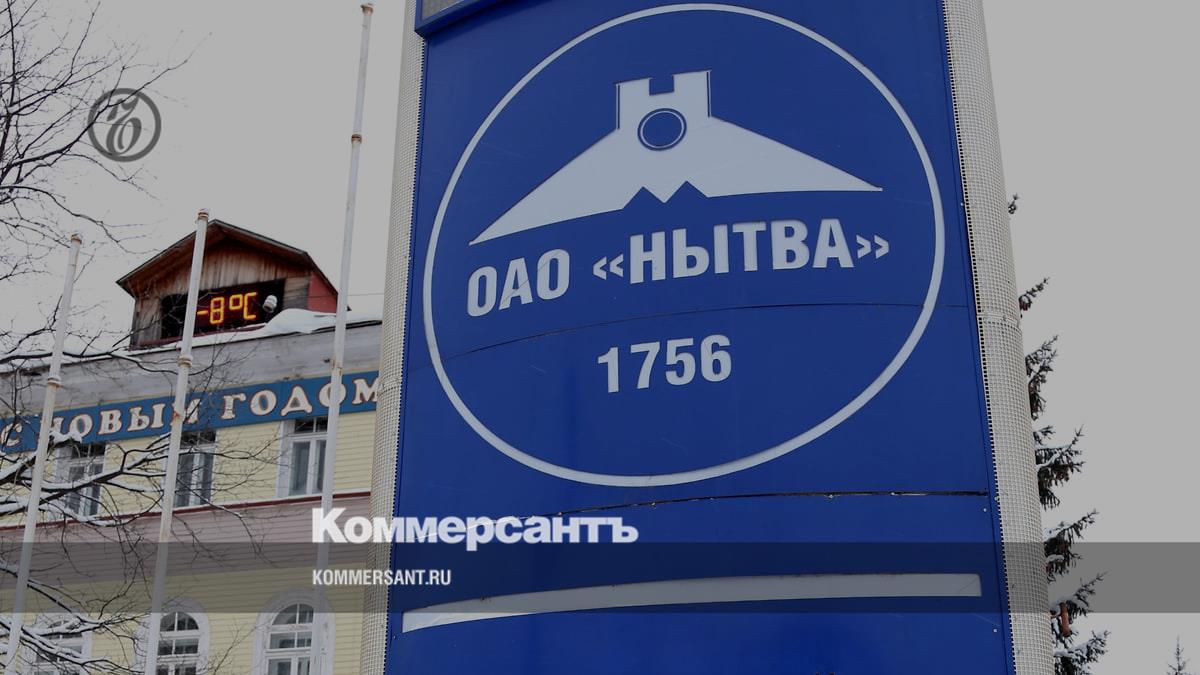 -8°C
С НОВЫМ ГОДОМ
ОАО «НЫТВА»
1756
Коммерсантъ
KOMMERSANT.RU